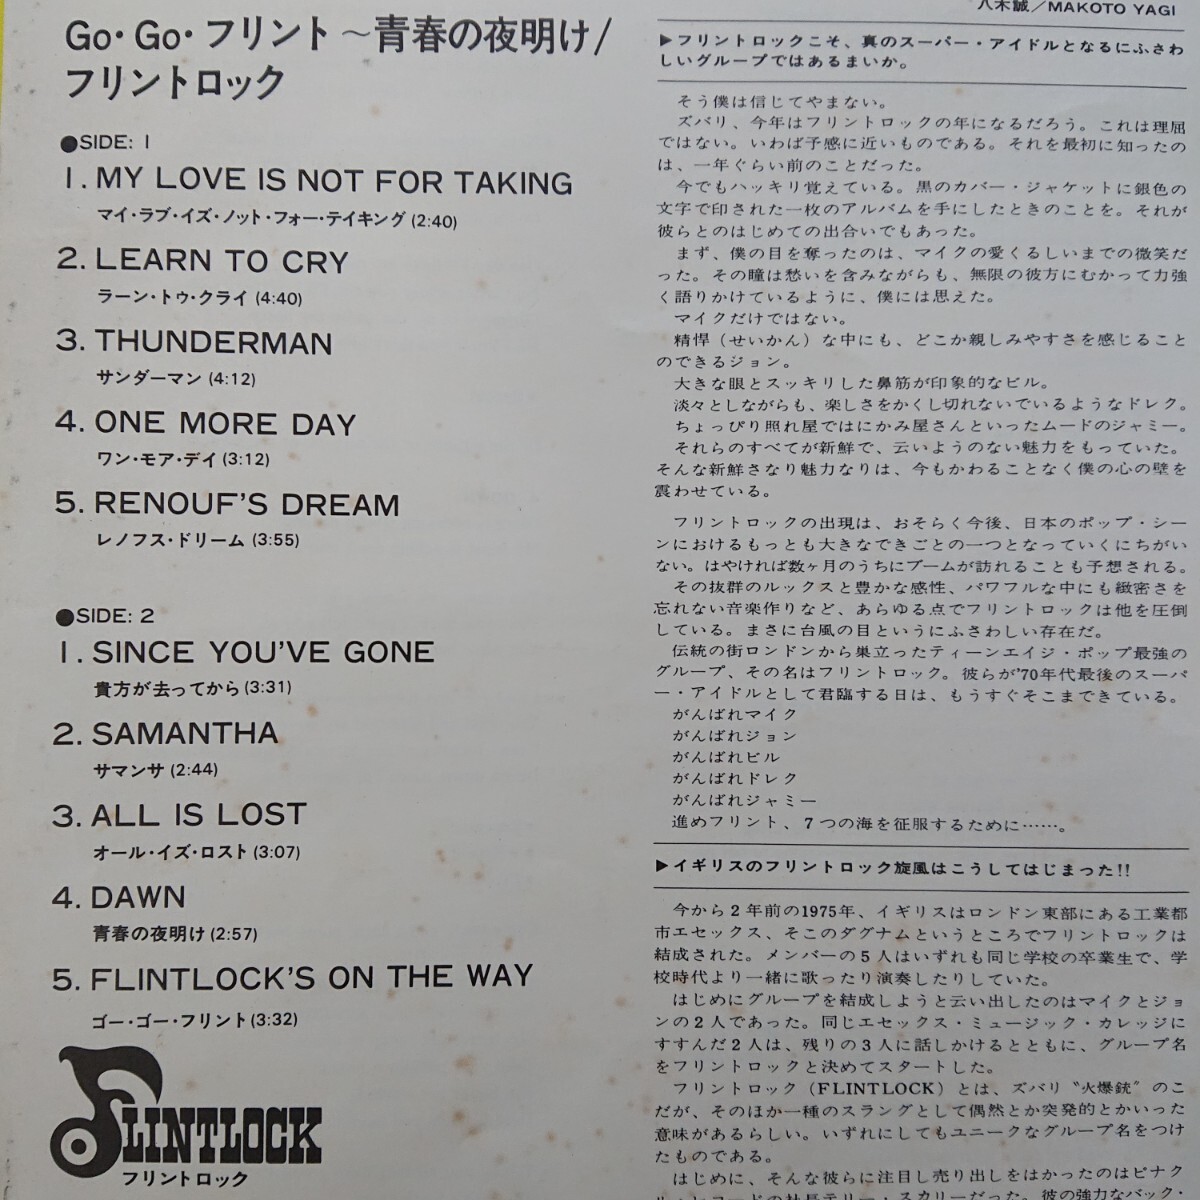 Go・Go・フリント ～青春の夜明け/
フリントロック
●SIDE: 1
1. MY LOVE IS NOT FOR TAKING
マイ・ラブ・イズ・ノット・フォー・テイキング (2:40)
2. LEARN TO CRY
ラーン・トゥ・クライ (4:40)
3. THUNDERMAN
サンダーマン (4:12)
4. ONE MORE DAY
ワン・モア・デイ (3:12)
5. RENOUF'S DREAM
レノフス・ドリーム (3:55)
●SIDE: 2
1. SINCE YOU'VE GONE
貴方が去ってから (3:31)
2. SAMANTHA
サマンサ (2:44)
3. ALL IS LOST
オール・イズ・ロスト (3:07)
4. DAWN
青春の夜明け (2:57)
5. FLINTLOCK'S ON THE WAY
ゴー・ゴー・フリント (3:32)
FLINTLOCK
フリントロック
八木誠/MAKOTO YAGI
▶フリントロックこそ、真のスーパー・アイドルとなるにふさわ
しいグループではあるまいか。
そう僕は信じてやまない。
ズバリ、今年はフリントロックの年になるだろう。これは理屈
ではない。いわば予感に近いものである。それを最初に知ったの
は、一年ぐらい前のことだった。
今でもハッキリ覚えている。黒のカバー・ジャケットに銀色の
文字で印された一枚のアルバムを手にしたときのことを。それが
彼らとのはじめての出合いでもあった。
まず、僕の目を奪ったのは、マイクの愛くるしいまでの微笑だ
った。その瞳は愁いを含みながらも、無限の彼方にむかって力強
く語りかけているように、僕には思えた。
マイクだけではない。
精悍（せいかん）な中にも、どこか親しみやすさを感じること
のできるジョン。
大きな眼とスッキリした鼻筋が印象的なビル。
淡々としながらも、楽しさをかくし切れないでいるようなドレク。
ちょっぴり照れ屋ではにかみ屋さんといったムードのジャミー。
それらのすべてが新鮮で、云いようのない魅力をもっていた。
そんな新鮮さなり魅力なりは、今もかわることなく僕の心の壁を
震わせている。
フリントロックの出現は、おそらく今後、日本のポップ・シー
ンにおけるもっとも大きなできごとの一つとなっていくにちがい
ない。はやければ数ヶ月のうちにブームが訪れることも予想される。
その抜群のルックスと豊かな感性、パワフルな中にも緻密さを
忘れない音楽作りなど、あらゆる点でフリントロックは他を圧倒
している。まさに台風の目というにふさわしい存在だ。
伝統の街ロンドンから巣立ったティーンエイジ・ポップ最強の
グループ、その名はフリントロック。彼らが'70年代最後のスーパ
ー・アイドルとして君臨する日は、もうすぐそこまできている。
がんばれマイク
がんばれジョン
がんばれビル
がんばれドレク
がんばれジャミー
進めフリント、7つの海を征服するために……。
▶イギリスのフリントロック旋風はこうしてはじまった!!
今から2年前の1975年、イギリスはロンドン東部にある工業都
市エセックス、そこのダグナムというところでフリントロックは
結成された。メンバーの5人はいずれも同じ学校の卒業生で、学
校時代より一緒に歌ったり演奏したりしていた。
はじめにグループを結成しようと云い出したのはマイクとジョ
ンの2人であった。同じエセックス・ミュージック・カレッジに
すすんだ2人は、残りの3人に話しかけるとともに、グループ名
をフリントロックと決めてスタートした。
フリントロック（FLINTLOCK）とは、ズバリ〝火爆銃〟のこ
とだが、そのほか一種のスラングとして偶然とか突発的とかいった
意味があるらしい。いずれにしてもユニークなグループ名をつけ
たものである。
はじめに、そんな彼らに注目し売り出しをはかったのはピナク
ル・レコードの社長テリー・スカリーだった。彼の強力なバック・